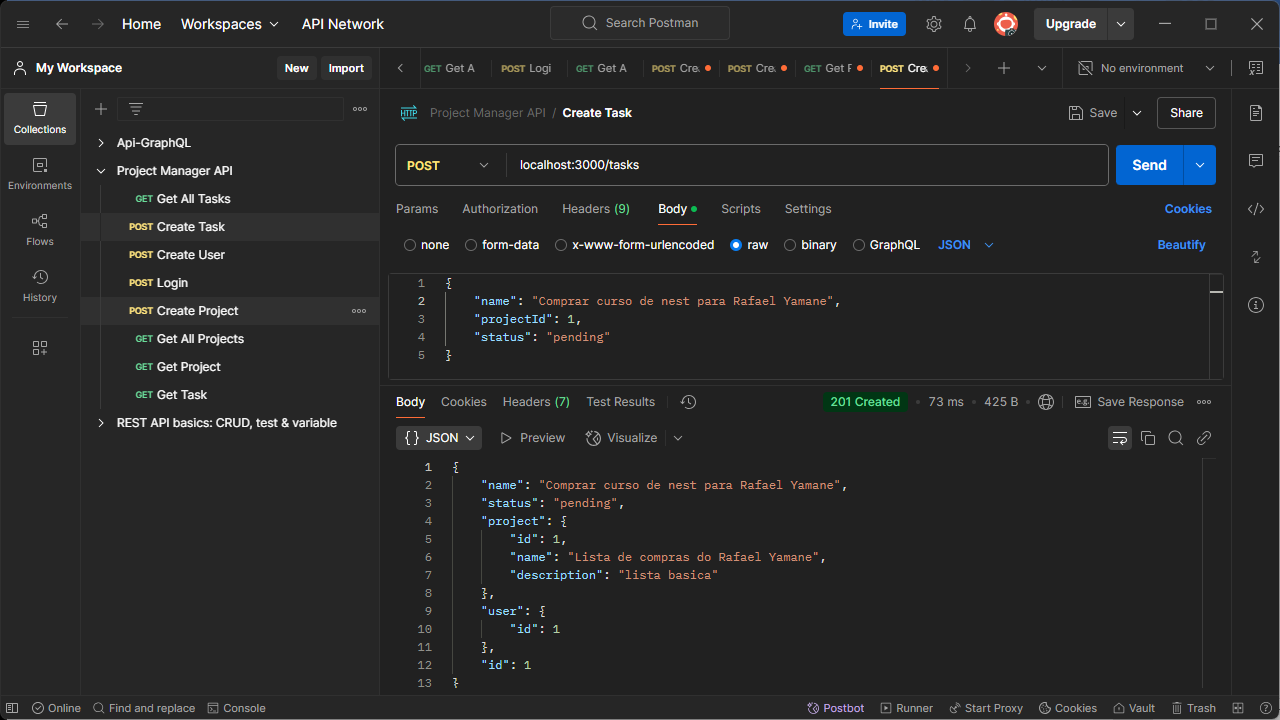 Home Workspaces API Network Search Postman Invite Upgrade
My Workspace New Import GET Get A POST Logi GET Get A POST Cre POST Cre GET Get POST Cre No environment
Collections
Environments
Flows
History
Api-GraphQL
Project Manager API
GET Get All Tasks
POST Create Task
POST Create User
POST Login
POST Create Project
GET Get All Projects
GET Get Project
GET Get Task
REST API basics: CRUD, test & variable
HTTP Project Manager API / Create Task Save Share
POST localhost:3000/tasks Send
Params Authorization Headers (9) Body Scripts Settings Cookies
none form-data x-www-form-urlencoded raw binary GraphQL JSON Beautify
1 {
2 "name": "Comprar curso de nest para Rafael Yamane",
3 "projectId": 1,
4 "status": "pending"
5 }
Body Cookies Headers (7) Test Results 201 Created • 73 ms • 425 B • e.g. Save Response
{} JSON Preview Visualize
1 {
2 "name": "Comprar curso de nest para Rafael Yamane",
3 "status": "pending",
4 "project": {
5 "id": 1,
6 "name": "Lista de compras do Rafael Yamane",
7 "description": "lista basica"
8 },
9 "user": {
10 "id": 1
11 },
12 "id": 1
13 }
Online Find and replace Console Postbot Runner Start Proxy Cookies Vault Trash